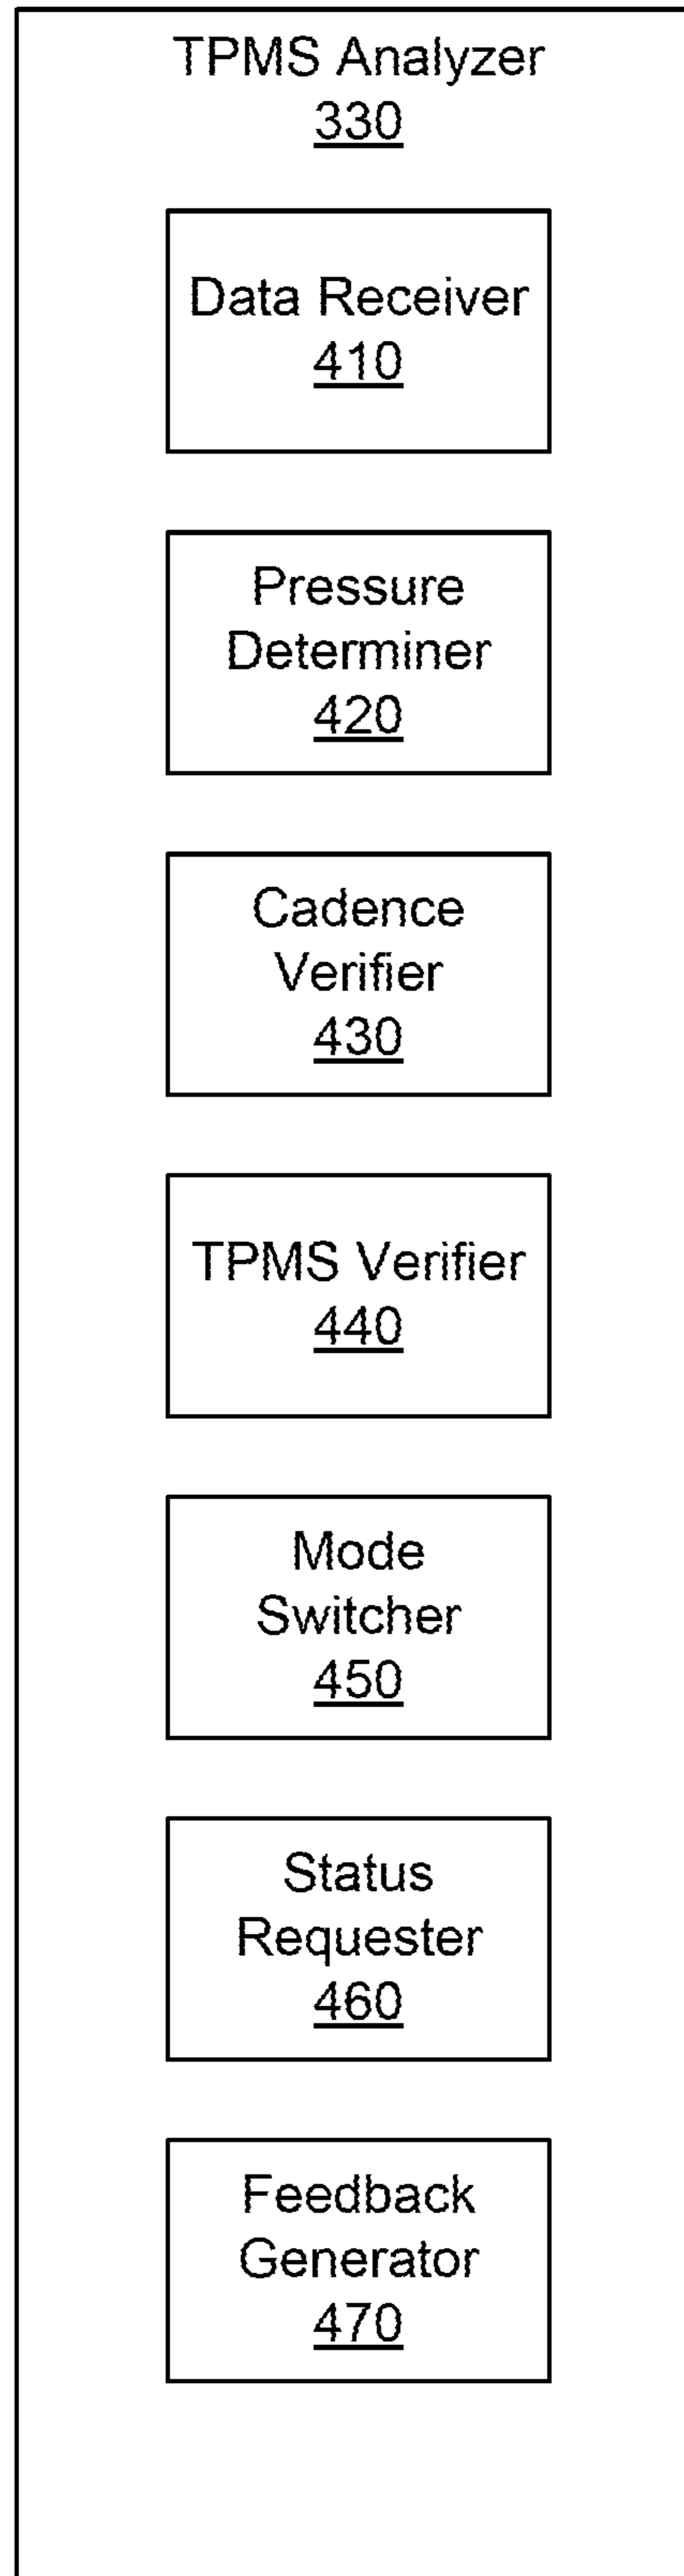 TPMS Analyzer
330
Data Receiver
410
Pressure
Determiner
420
Cadence
Verifier
430
TPMS Verifier
440
Mode
Switcher
450
Status
Requester
460
Feedback
Generator
470